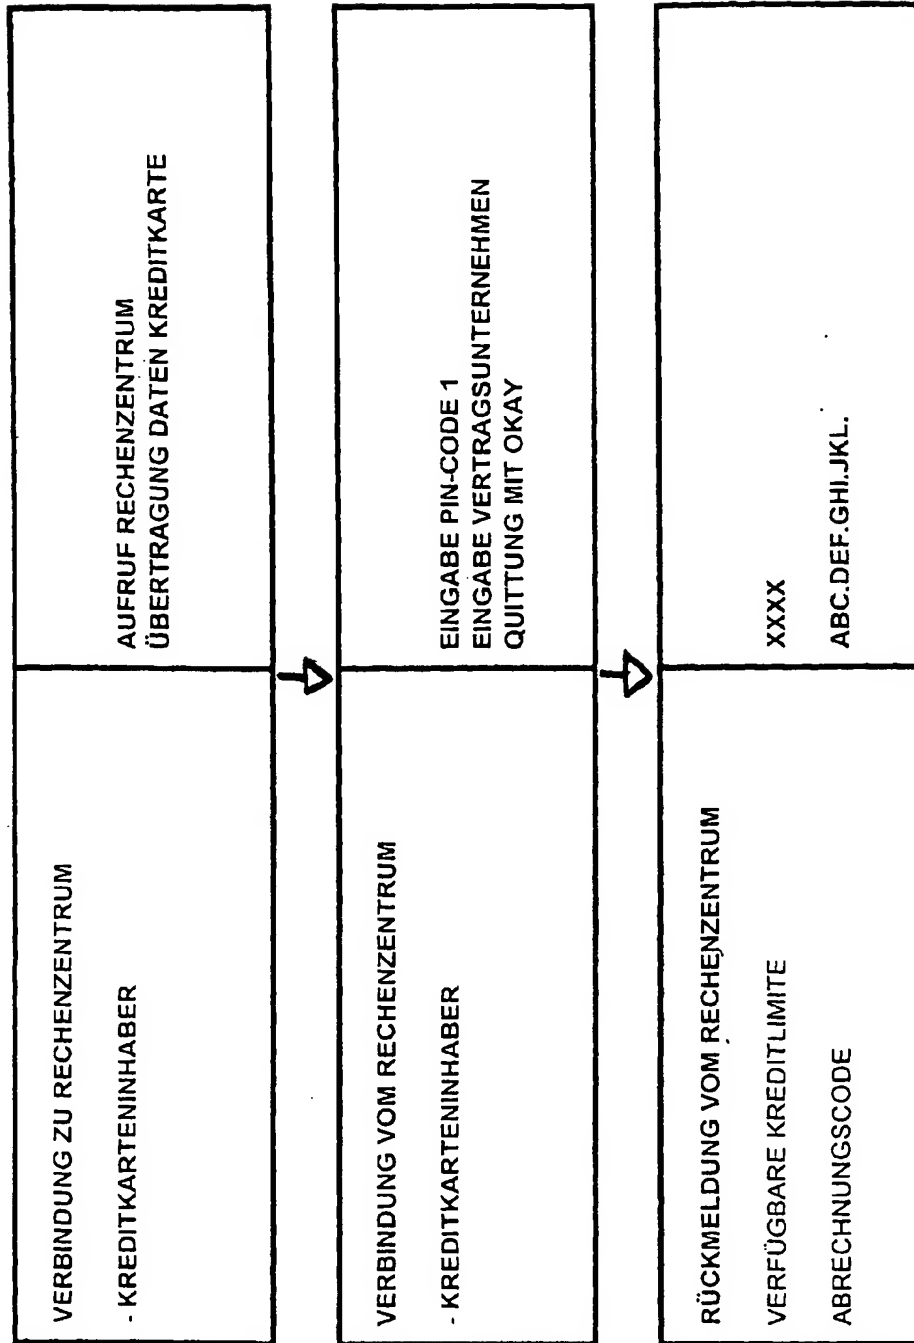 VERBINDUNG ZU RECHENZENTRUM
- KREDITKARTENINHABER
AUFRUF RECHENZENTRUM
ÜBERTRAGUNG DATEN KREDITKARTE
VERBINDUNG VOM RECHENZENTRUM
- KREDITKARTENINHABER
EINGABE PIN-CODE 1
EINGABE VERTRAGSUNTERNEHMEN
QUITTUNG MIT OKAY
RÜCKMELDUNG VOM RECHENZENTRUM
VERFÜGBARE KREDITLIMITE
XXXX
ABRECHNUNGSCODE
ABC.DEF.GHI.JKL.